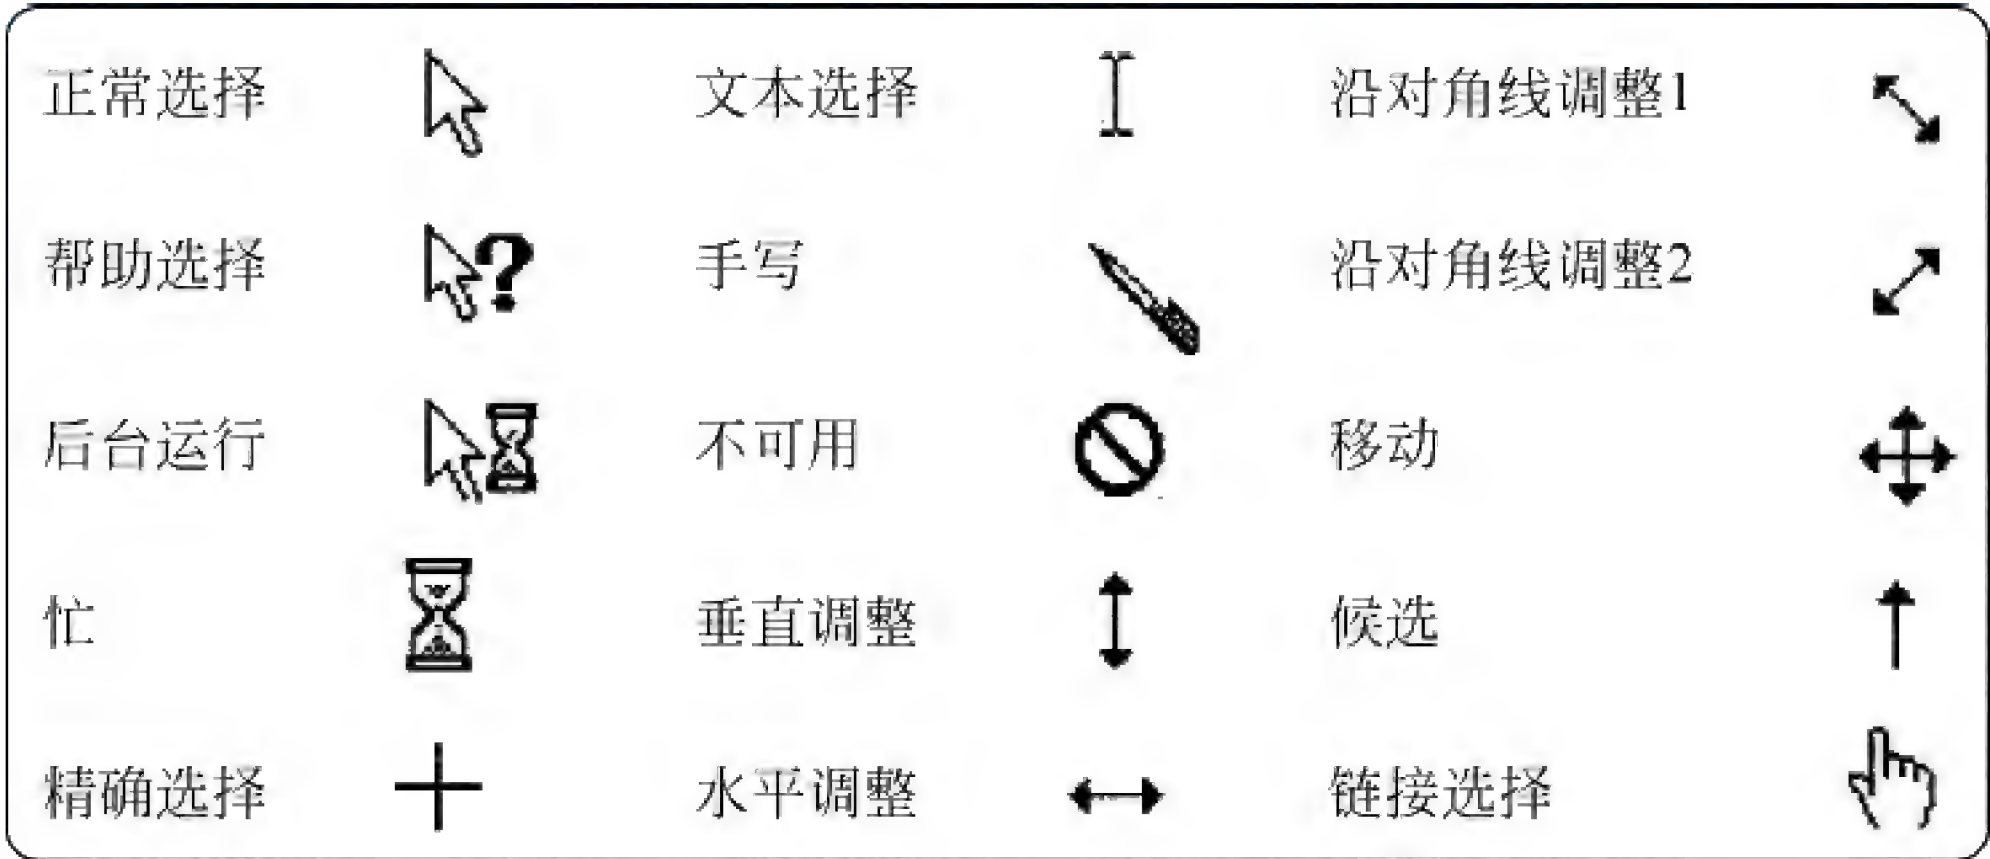 正常选择 文本选择 沿对角线调整1
帮助选择 手写 沿对角线调整2
后台运行 不可用 移动
忙 垂直调整 候选
精确选择 水平调整 链接选择